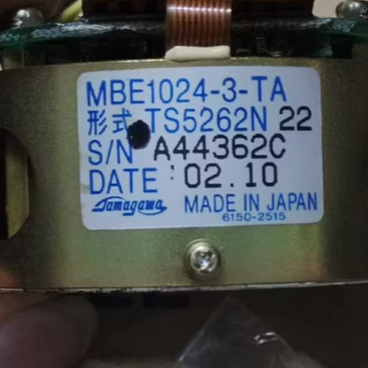 MBE1024-3-TA
形式 TS5262N 22
S/N A44362C
DATE 02.10
Tamagawa MADE IN JAPAN
6150-2515